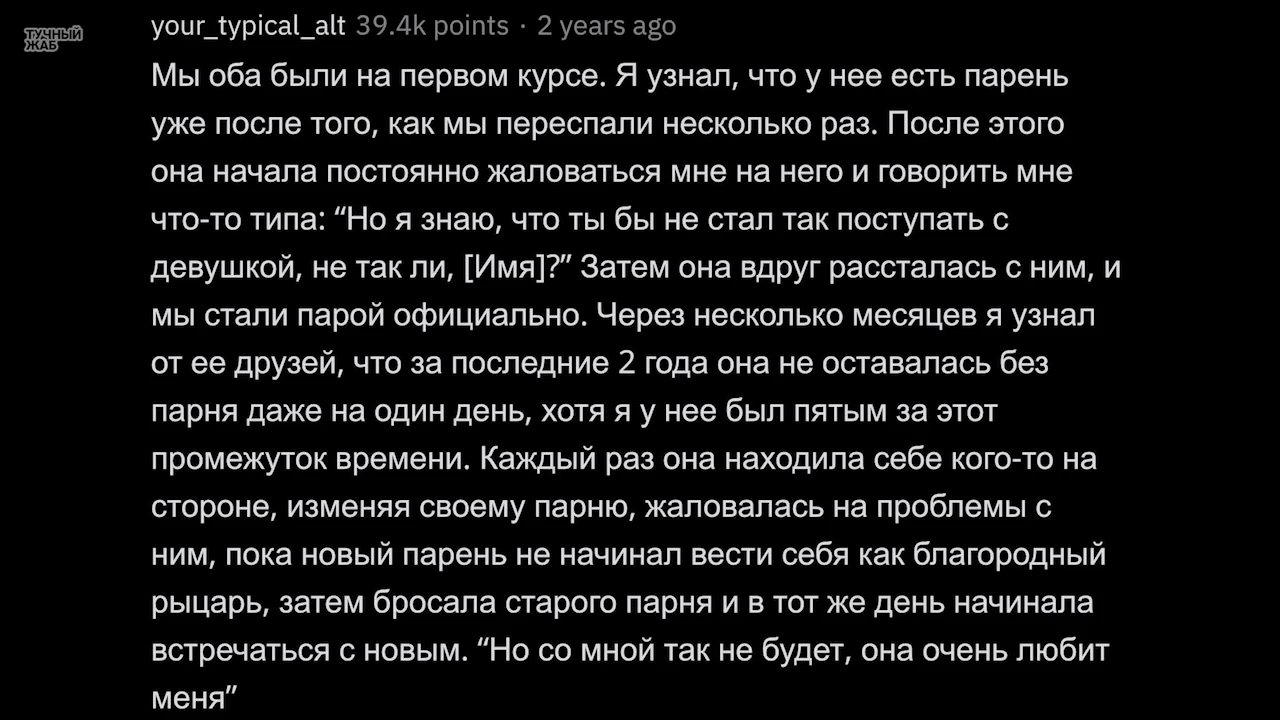 ТУЧНЫЙ
ЖАБ
your_typical_alt 39.4k points · 2 years ago
Мы оба были на первом курсе. Я узнал, что у нее есть парень
уже после того, как мы переспали несколько раз. После этого
она начала постоянно жаловаться мне на него и говорить мне
что-то типа: “Но я знаю, что ты бы не стал так поступать с
девушкой, не так ли, [Имя]?” Затем она вдруг рассталась с ним, и
мы стали парой официально. Через несколько месяцев я узнал
от ее друзей, что за последние 2 года она не оставалась без
парня даже на один день, хотя я у нее был пятым за этот
промежуток времени. Каждый раз она находила себе кого-то на
стороне, изменяя своему парню, жаловалась на проблемы с
ним, пока новый парень не начинал вести себя как благородный
рыцарь, затем бросала старого парня и в тот же день начинала
встречаться с новым. “Но со мной так не будет, она очень любит
меня”